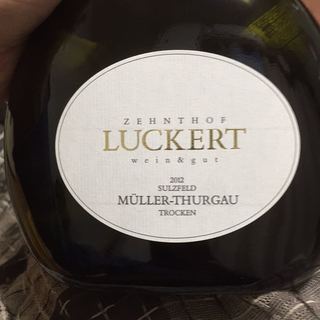 ZEHNTHOF
LUCKERT
wein & gut
2012
SULZFELD
MÜLLER-THURGAU
TROCKEN